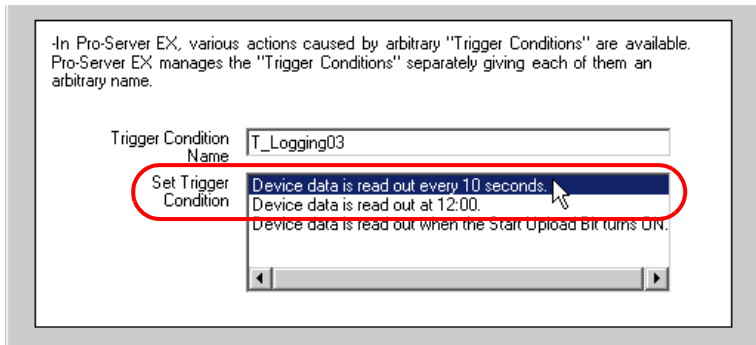 -In Pro-Server EX, various actions caused by arbitrary "Trigger Conditions" are available.
Pro-Server EX manages the "Trigger Conditions" separately giving each of them an
arbitrary name.
Trigger Condition
Name
T_Logging03
Set Trigger
Condition
Device data is read out every 10 seconds.
Device data is read out at 12:00.
Device data is read out when the Start Upload Bit turns ON.